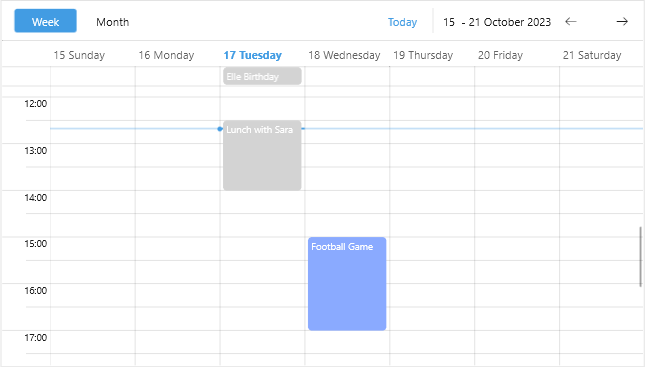 Week Month Today 15 - 21 October 2023
15 Sunday 16 Monday 17 Tuesday 18 Wednesday 19 Thursday 20 Friday 21 Saturday
Elle Birthday
12:00
Lunch with Sara
13:00
14:00
15:00
Football Game
16:00
17:00